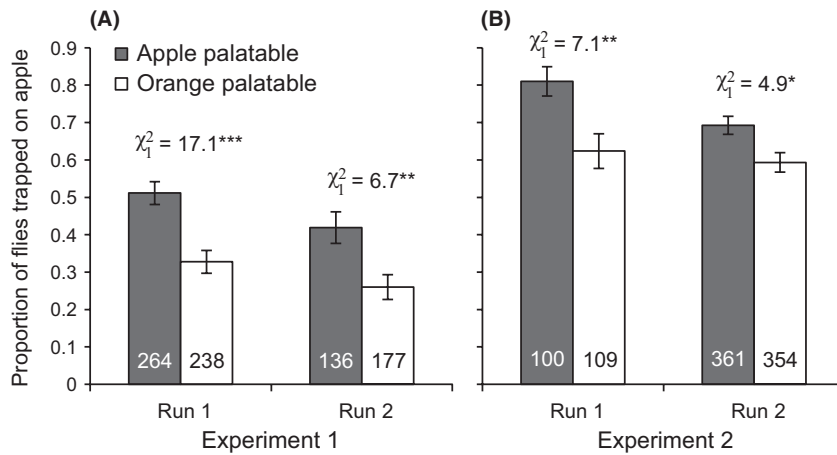 (A)
(B)
Proportion of flies trapped on apple
0.9
0.8
0.7
0.6
0.5
0.4
0.3
0.2
0.1
0
Apple palatable
Orange palatable
χ²₁ = 17.1***
χ²₁ = 6.7**
χ²₁ = 7.1**
χ²₁ = 4.9*
264 238 136 177 100 109 361 354
Run 1 Run 2 Run 1 Run 2
Experiment 1 Experiment 2